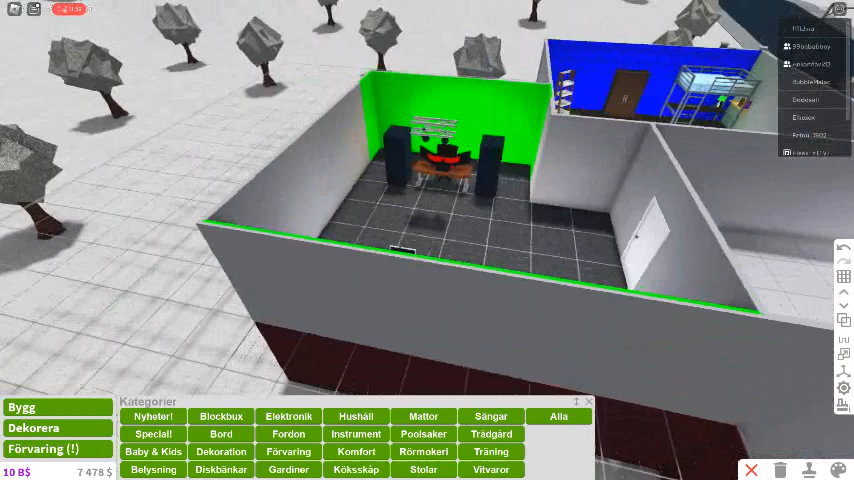 99bobabboy
Bygg
Dekorera
Förvaring (!)
10 B$ 7 478 $
Kategorier
Nyheter! Blockbux Elektronik Hushåll Mattor Sängar Alla
Special! Bord Fordon Instrument Poolsaker Trädgård
Baby & Kids Dekoration Förvaring Komfort Rörmokeri Träning
Belysning Diskbänkar Gardiner Köksskåp Stolar Vitvaror